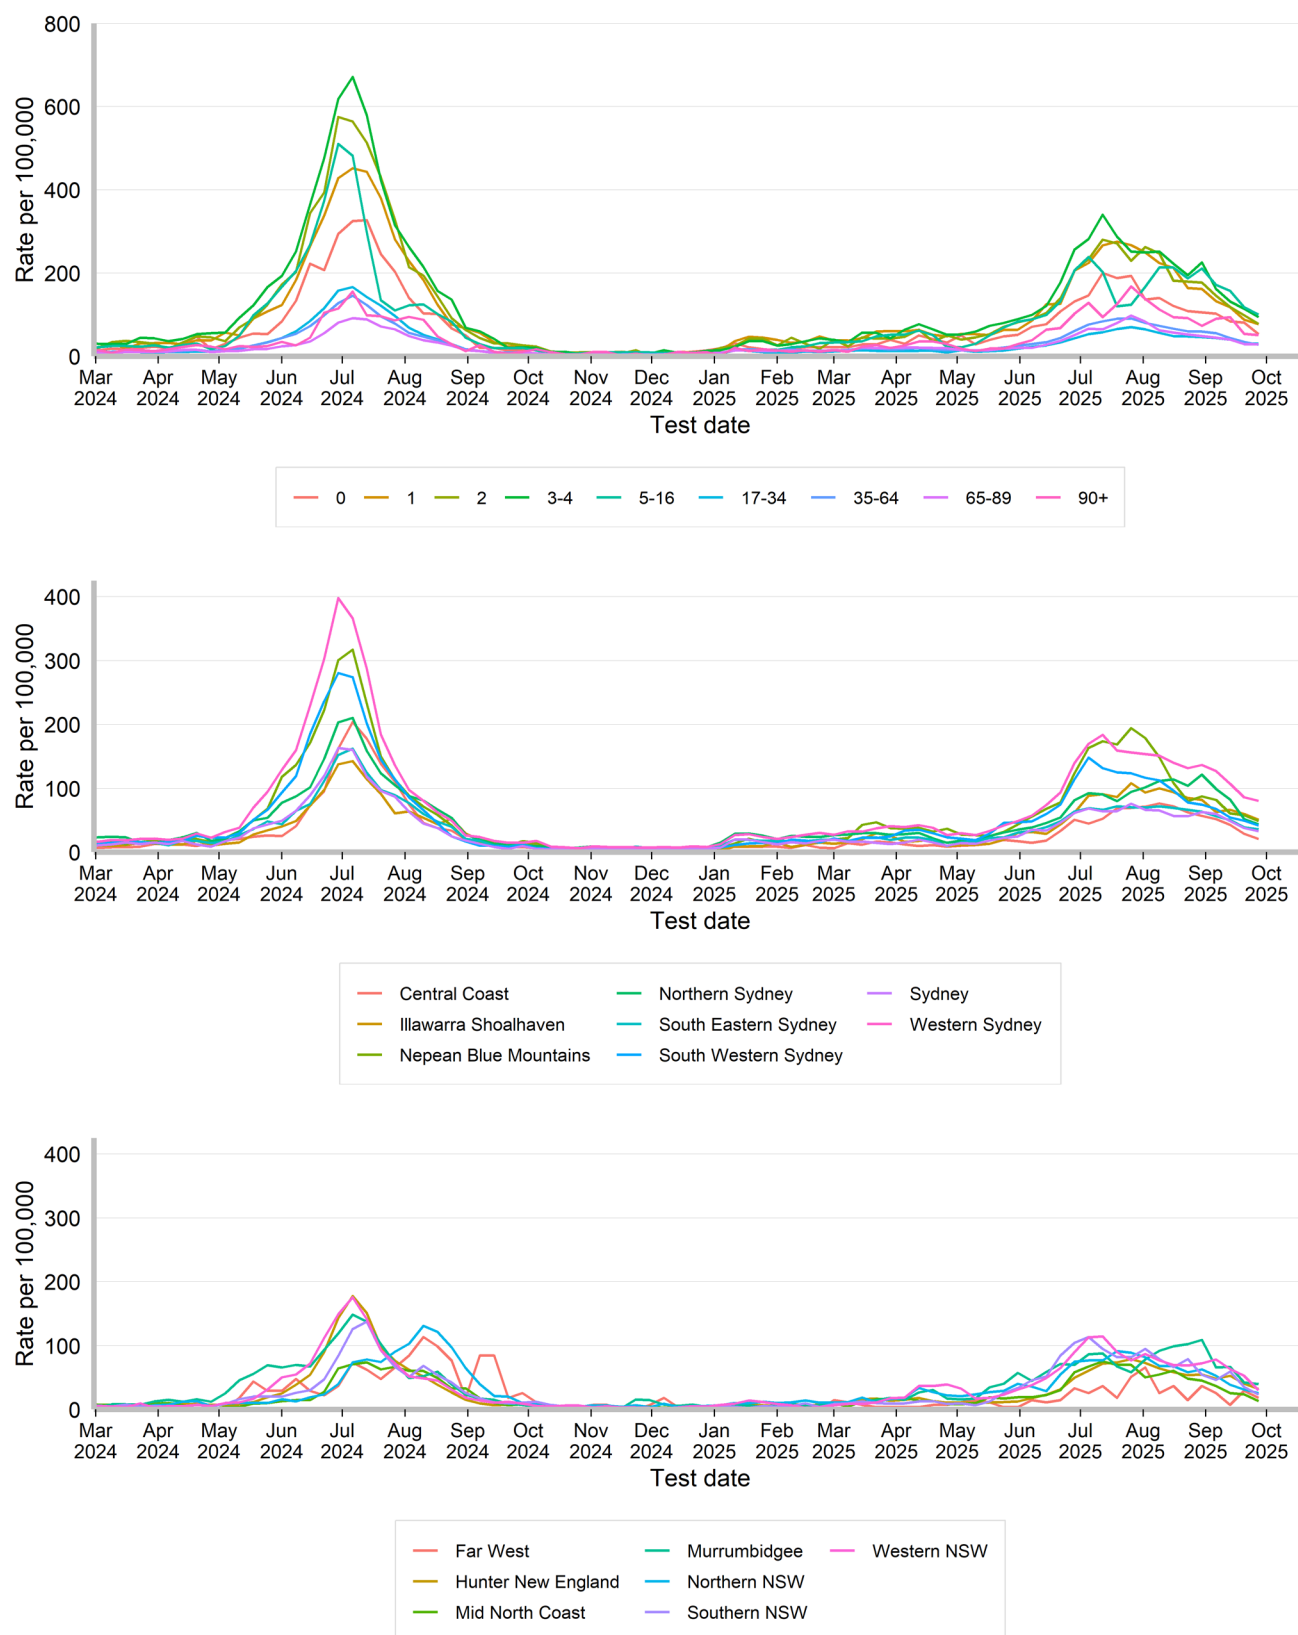 800
600
400
200
0
Rate per 100,000
Mar Apr May Jun Jul Aug Sep Oct Nov Dec Jan Feb Mar Apr May Jun Jul Aug Sep Oct
2024 2024 2024 2024 2024 2024 2024 2024 2024 2024 2025 2025 2025 2025 2025 2025 2025 2025 2025 2025
Test date
0 1 2 3-4 5-16 17-34 35-64 65-89 90+
400
300
200
100
0
Rate per 100,000
Mar Apr May Jun Jul Aug Sep Oct Nov Dec Jan Feb Mar Apr May Jun Jul Aug Sep Oct
2024 2024 2024 2024 2024 2024 2024 2024 2024 2024 2025 2025 2025 2025 2025 2025 2025 2025 2025 2025
Test date
Central Coast Northern Sydney Sydney
Illawarra Shoalhaven South Eastern Sydney Western Sydney
Nepean Blue Mountains South Western Sydney
400
300
200
100
0
Rate per 100,000
Mar Apr May Jun Jul Aug Sep Oct Nov Dec Jan Feb Mar Apr May Jun Jul Aug Sep Oct
2024 2024 2024 2024 2024 2024 2024 2024 2024 2024 2025 2025 2025 2025 2025 2025 2025 2025 2025 2025
Test date
Far West Murrumbidgee Western NSW
Hunter New England Northern NSW
Mid North Coast Southern NSW